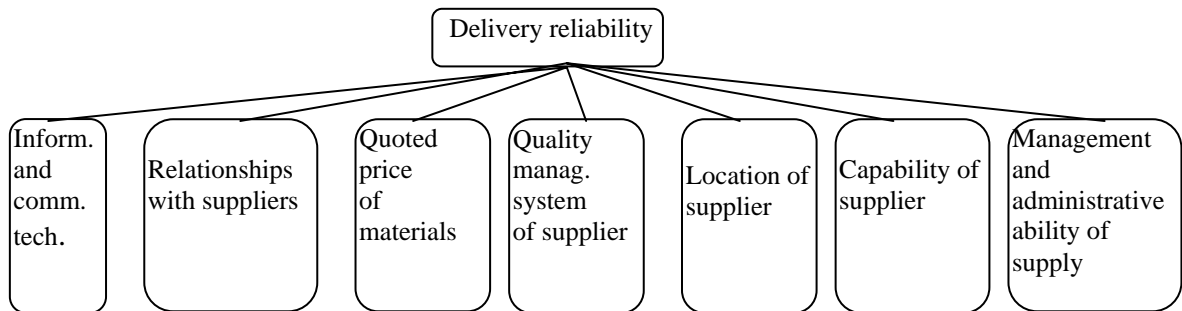 Delivery reliability
Inform.
and
comm.
tech.
Relationships
with suppliers
Quoted
price
of
materials
Quality
manag.
system
of supplier
Location of
supplier
Capability of
supplier
Management
and
administrative
ability of
supply